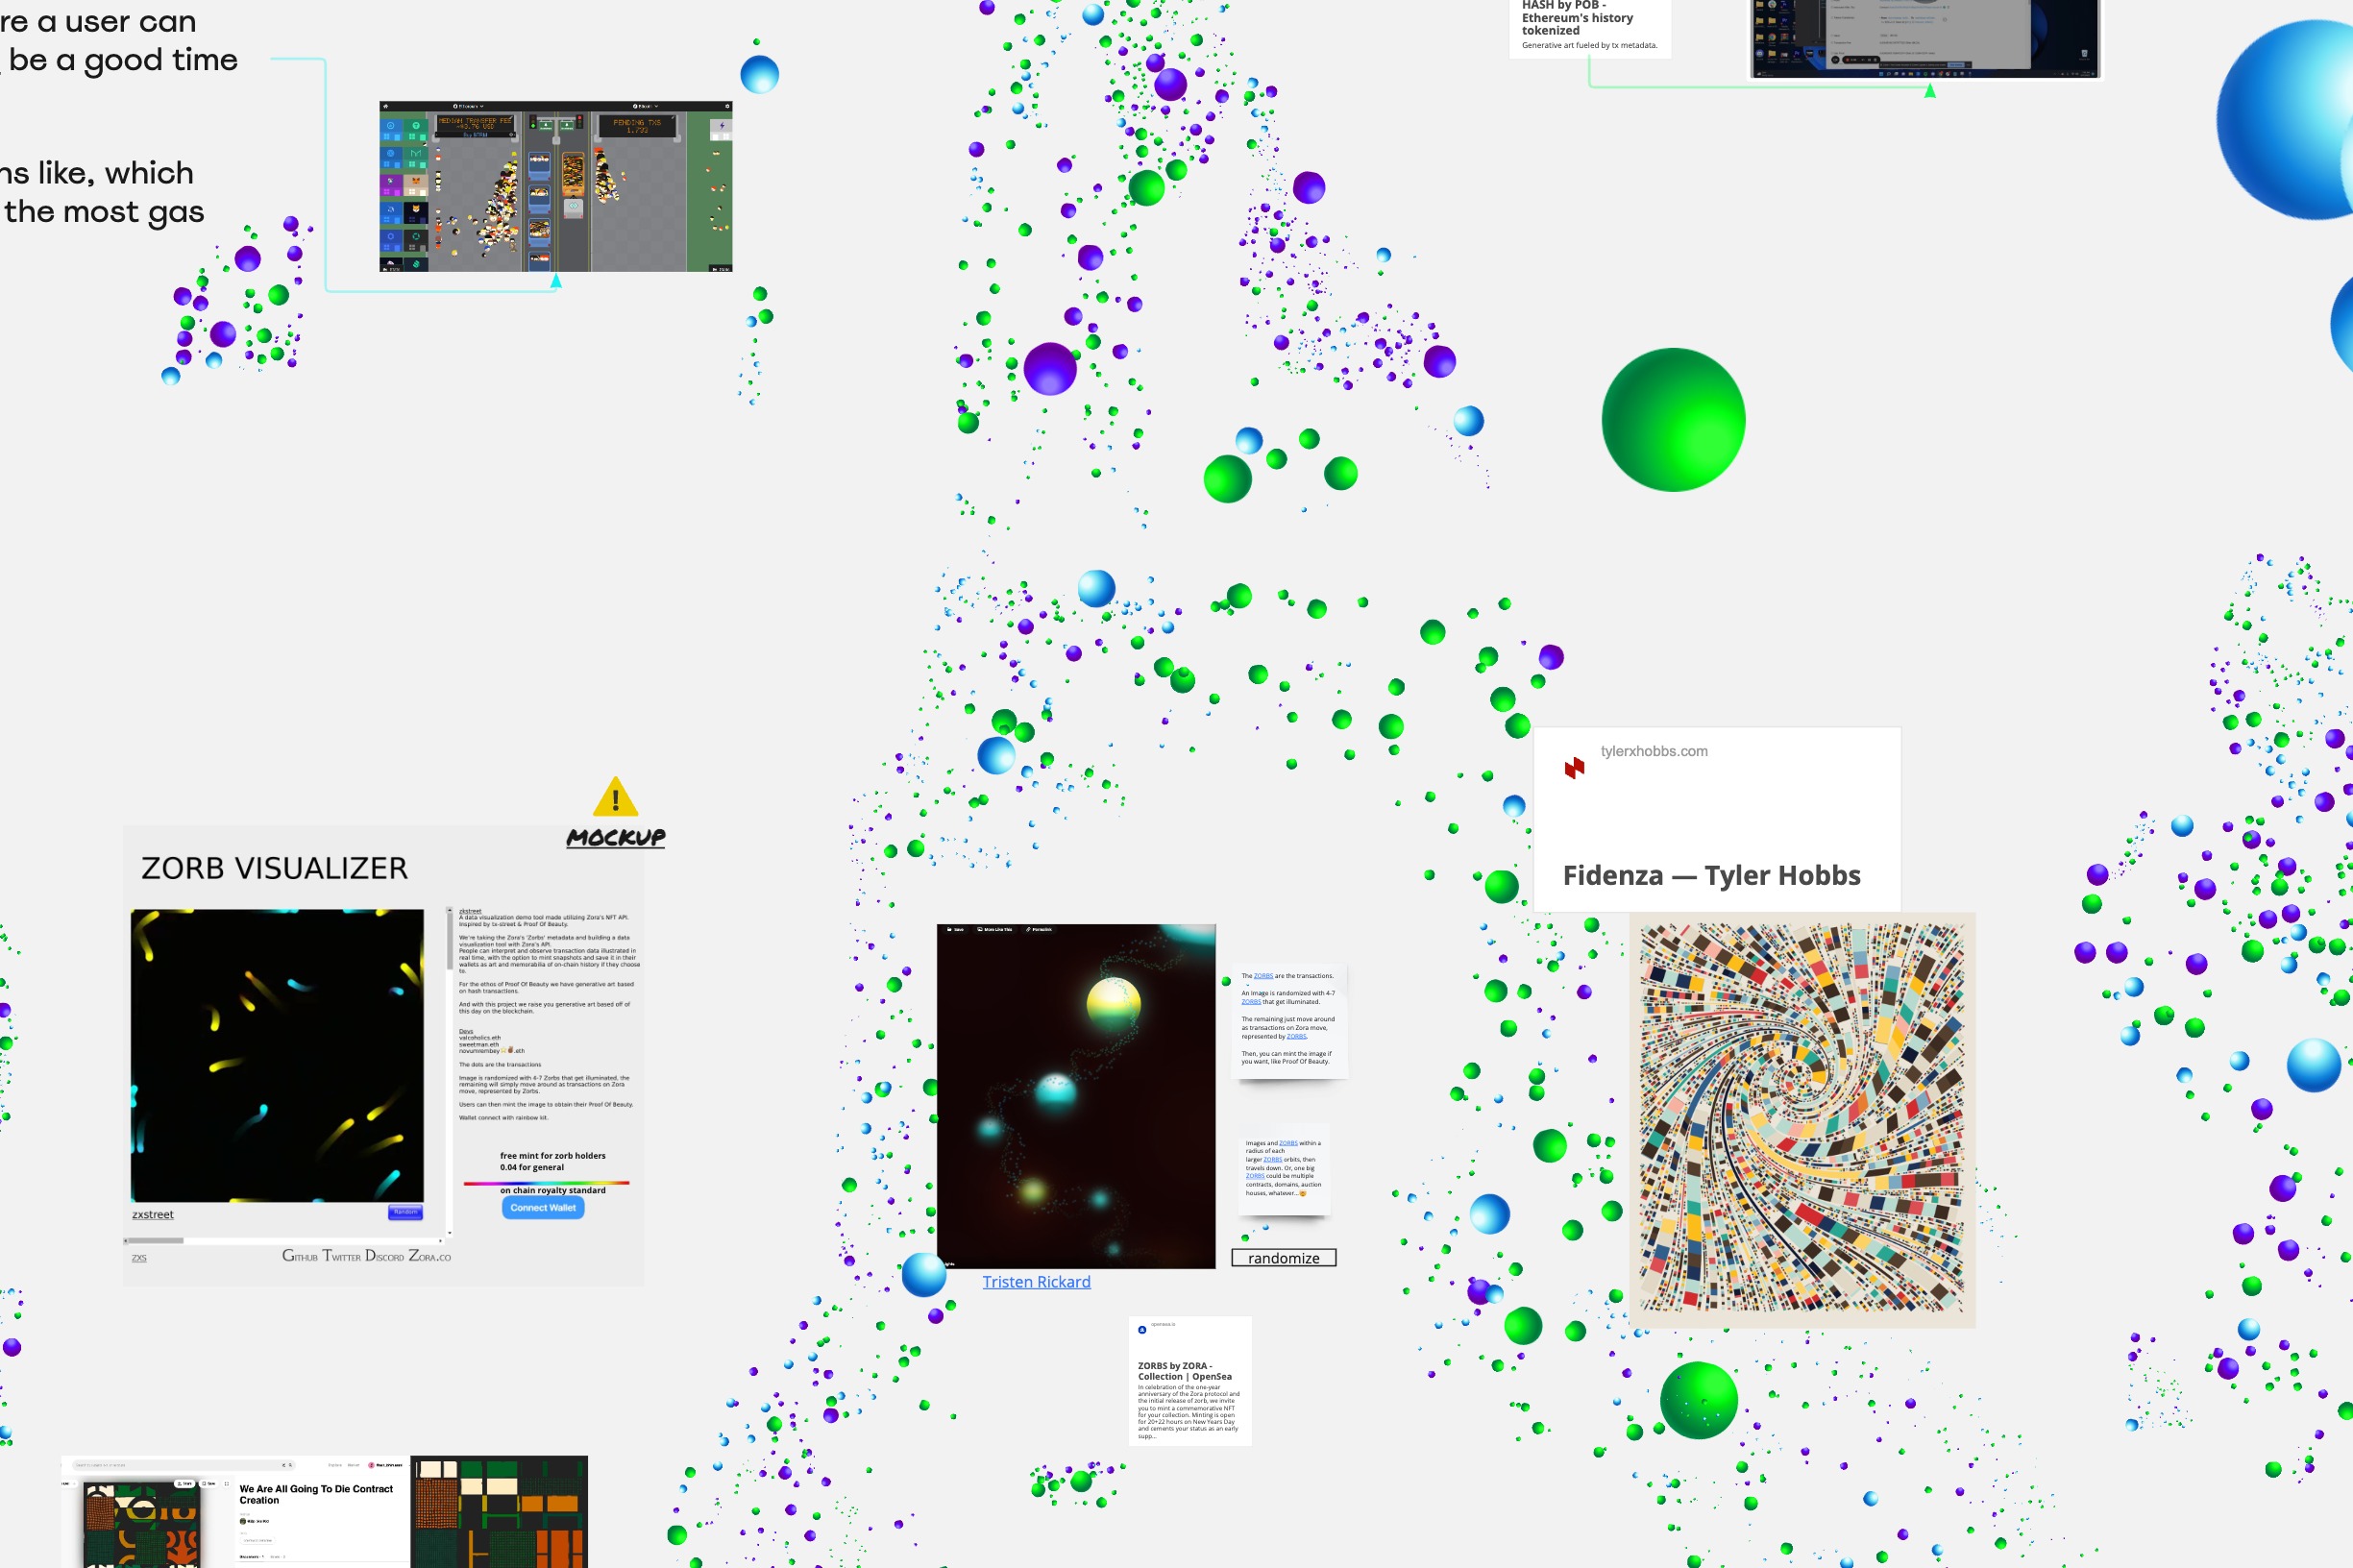 re a user can
be a good time
ns like, which
the most gas
Ethereum
MEDIAN TRANSFER FEE
PENDING TXS
HASH by POB -
Ethereum's history
tokenized
Generative art fueled by tx metadata.
tylerxhobbs.com
Fidenza — Tyler Hobbs
MOCKUP
ZORB VISUALIZER
zxstreet
A data visualization demo tool made utilizing Zora's NFT API.
Inspired by tx-street & Proof Of Beauty.
We're taking the Zora's 'Zorbs' metadata and building a data
visualization tool with Zora's API.
People can interpret and observe transaction data illustrated in
real time, with the option to mint snapshots and save it in their
wallets as art and memorabilia of on-chain history if they choose
to.
For the ethos of Proof Of Beauty we have generative art based
on hash transactions.
And with this project we raise you generative art based off of
this day on the blockchain.
Devs
valcoholics.eth
sweetman.eth
The dots are the transactions
Image is randomized with 4-7 Zorbs that get illuminated, the
remaining will simply move around as transactions on Zora
move, represented by Zorbs.
Users can then mint the image to obtain their Proof Of Beauty.
Wallet connect with rainbow kit.
free mint for zorb holders
0.04 for general
on chain royalty standard
Connect Wallet
Random
zxstreet
zxs
Github Twitter Discord Zora.co
Save
More Like This
Permalink
The ZORBS are the transactions.
An Image is randomized with 4-7
ZORBS that get illuminated.
The remaining just move around
as transactions on Zora move,
represented by ZORBS.
Then, you can mint the image if
you want, like Proof Of Beauty.
Images and ZORBS within a
radius of each
larger ZORBS orbits, then
travels down. Or, one big
ZORBS could be multiple
contracts, domains, auction
houses, whatever...
randomize
Tristen Rickard
opensea.io
ZORBS by ZORA -
Collection | OpenSea
In celebration of the one-year
anniversary of the Zora protocol and
the initial release of zorb, we invite
you to mint a commemorative NFT
for your collection. Minting is open
for 20+22 hours on New Years Day
and cements your status as an early
supp...
We Are All Going To Die Contract
Creation